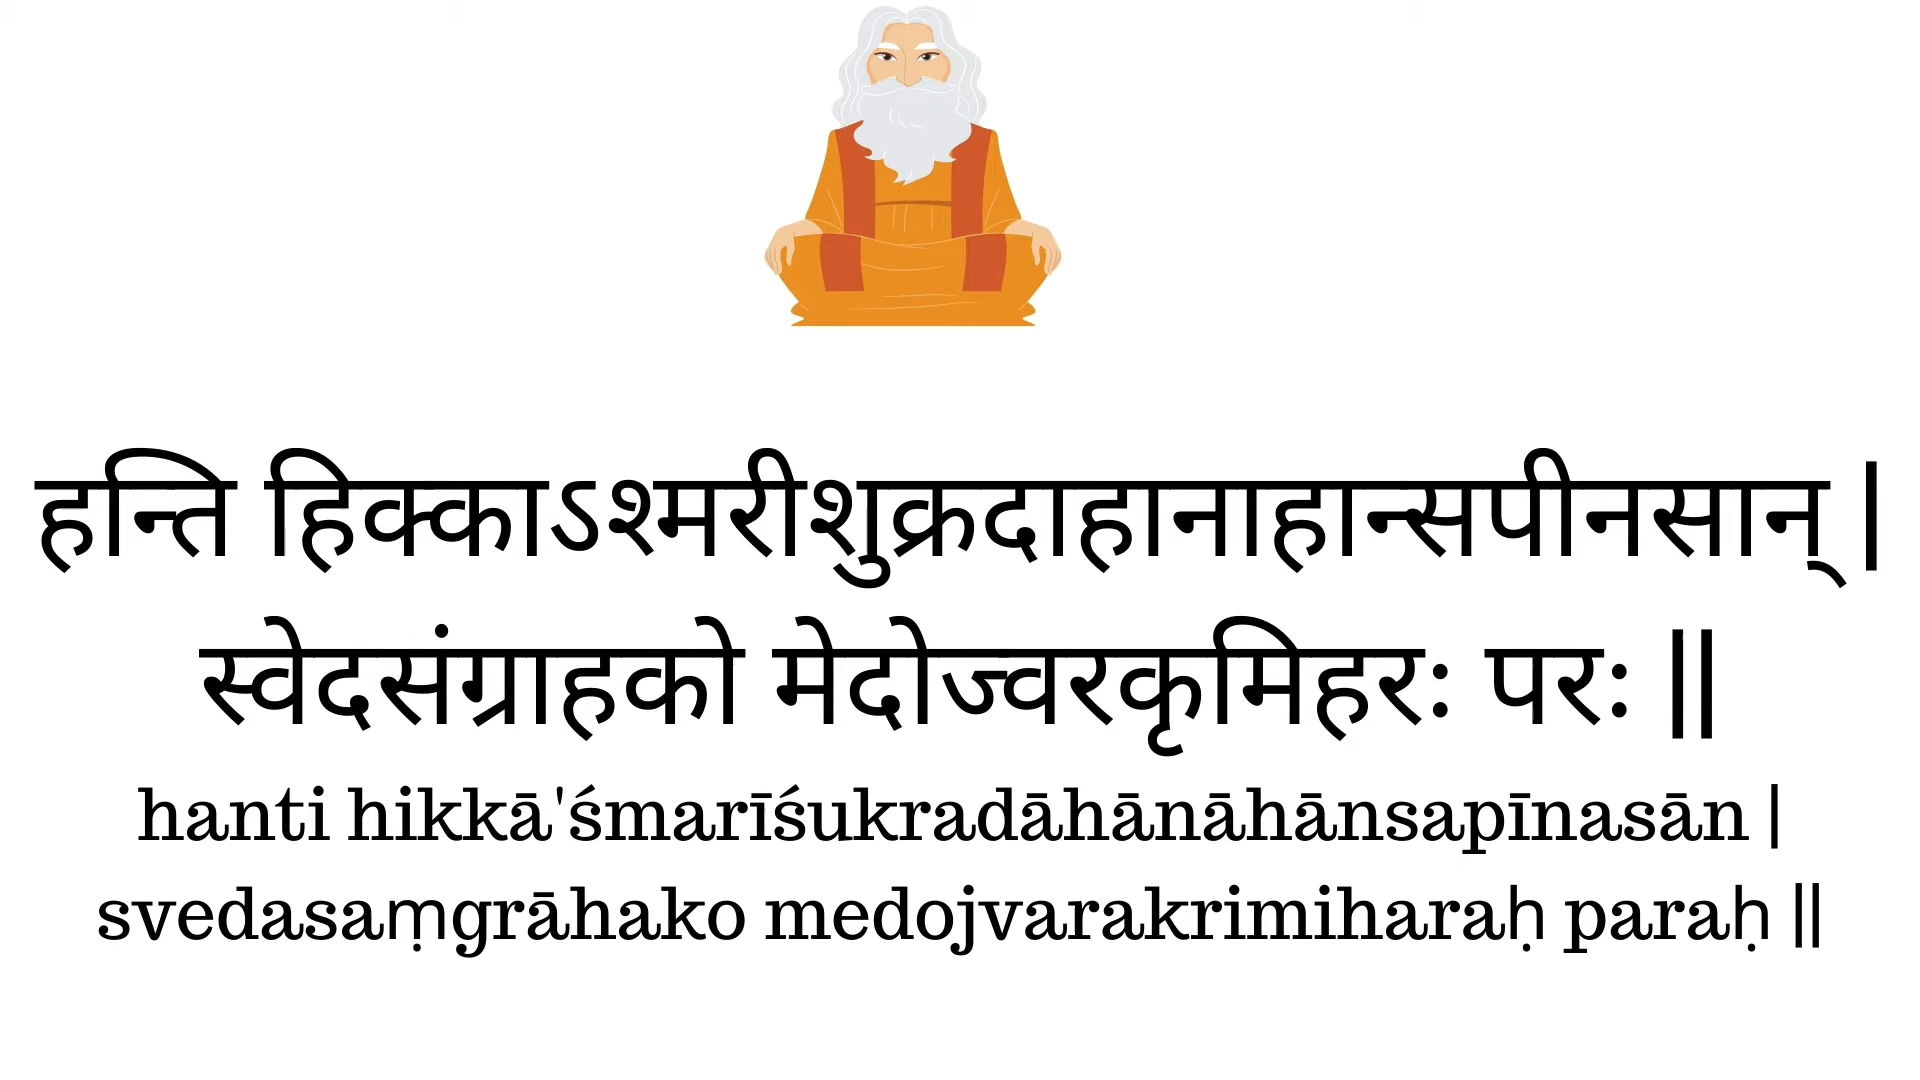 हन्ति हिक्काऽश्मरीशुक्रदाहानाहान्सपीनसान् |
स्वेदसंग्राहको मेदोज्वरकृमिहरः परः ||
hanti hikkā'śmarīśukradāhānāhānsapīnasān |
svedasaṃgrāhako medojvarakrimiharaḥ paraḥ ||